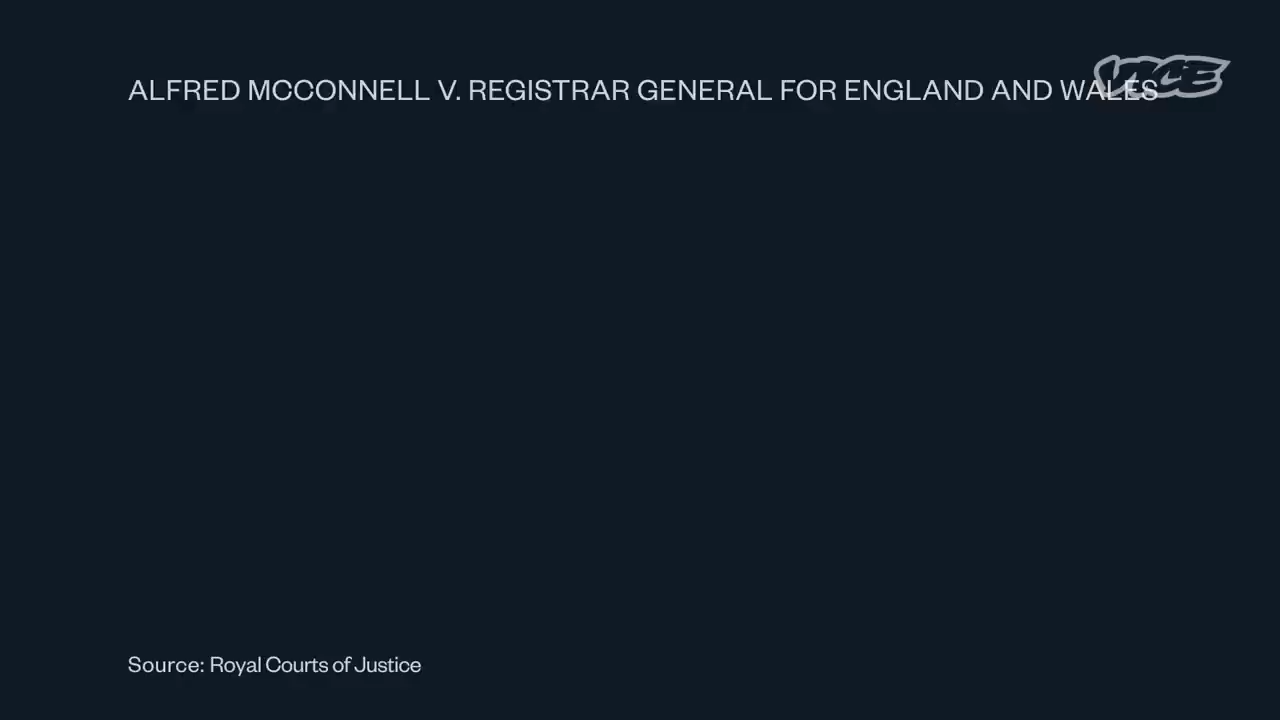 ALFRED MCCONNELL V. REGISTRAR GENERAL FOR ENGLAND AND WALES
VICE
Source: Royal Courts of Justice